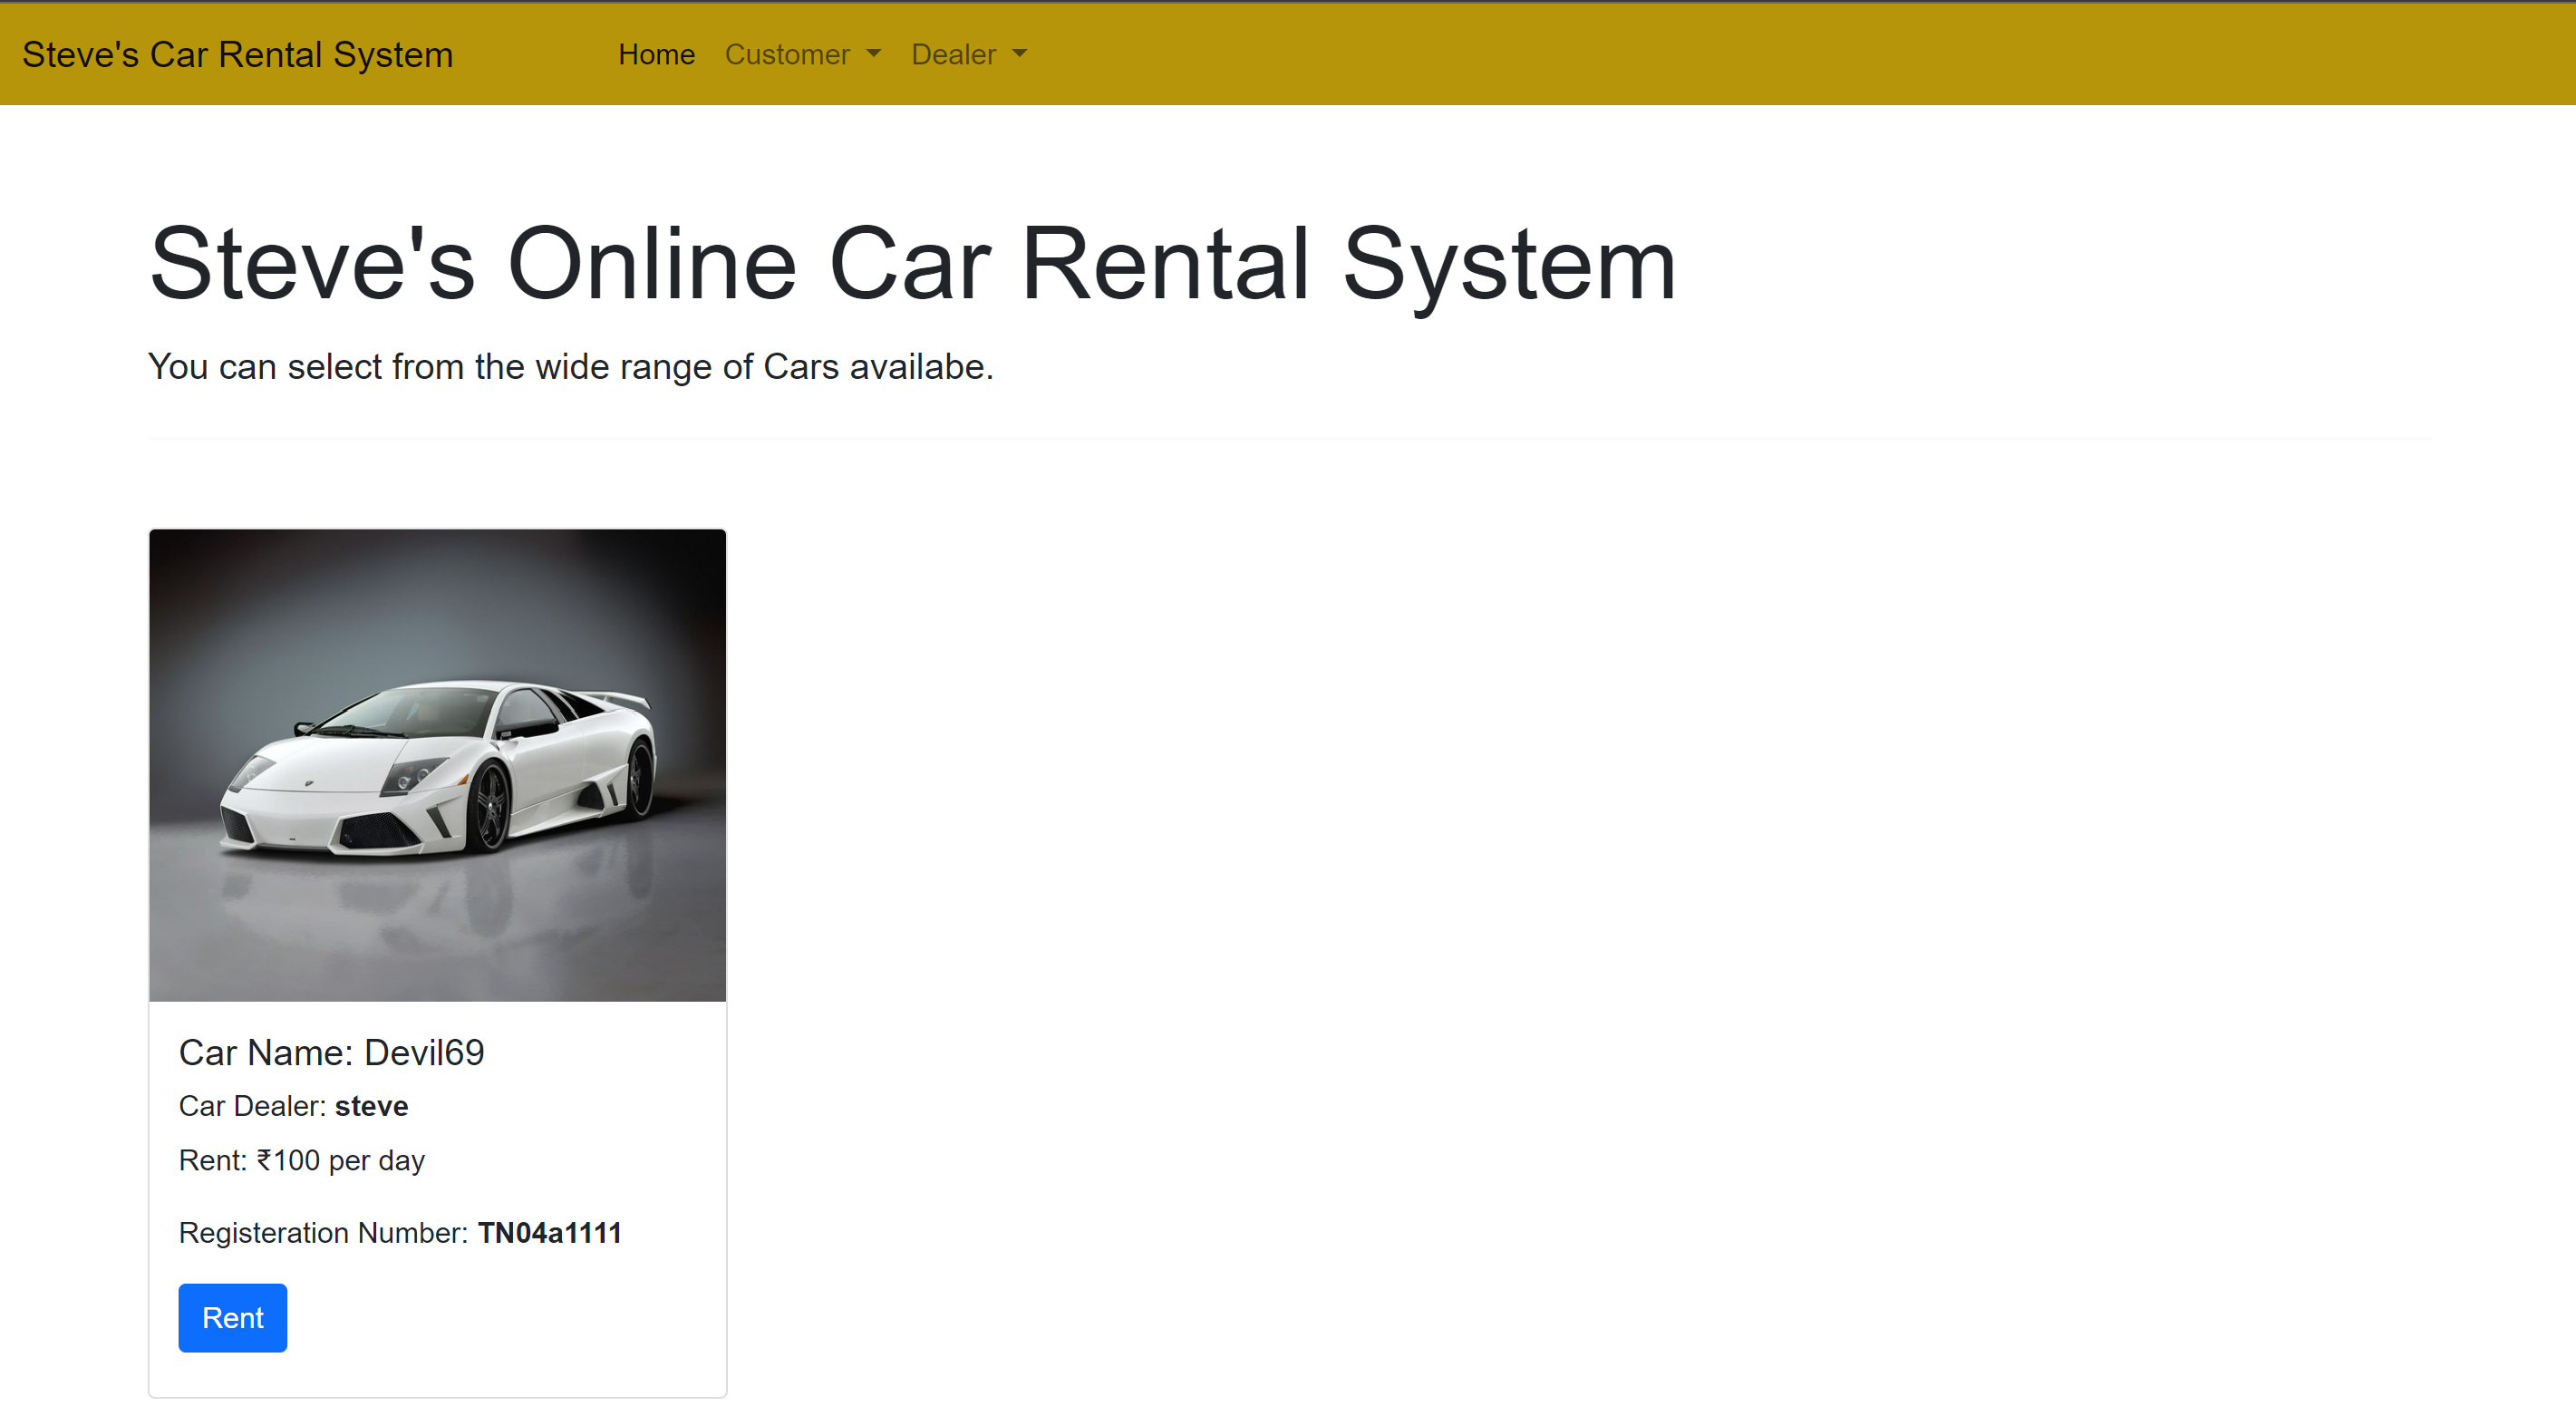 Steve's Car Rental System Home Customer Dealer
Steve's Online Car Rental System
You can select from the wide range of Cars availabe.
Car Name: Devil69
Car Dealer: steve
Rent: ₹100 per day
Registeration Number: TN04a1111
Rent